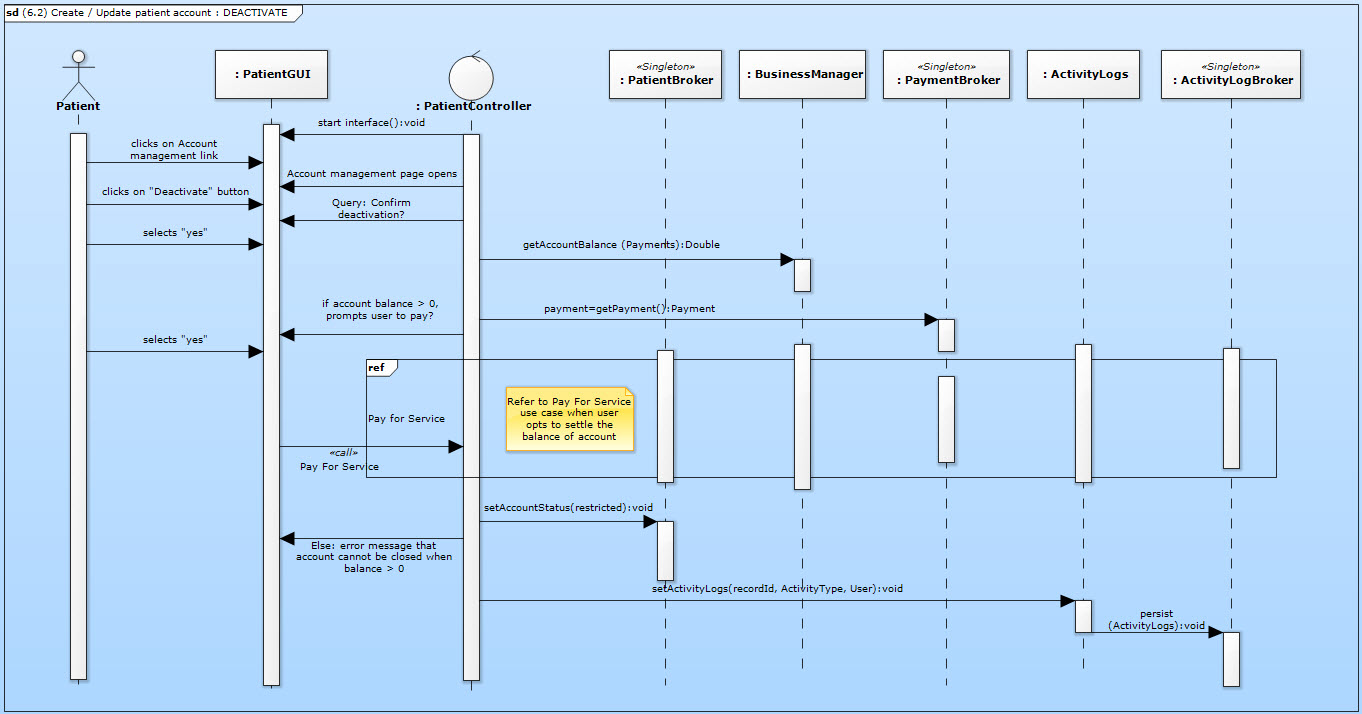 sd (6.2) Create / Update patient account : DEACTIVATE
Patient
: PatientGUI
: PatientController
«Singleton»
: PatientBroker
: BusinessManager
«Singleton»
: PaymentBroker
: ActivityLogs
«Singleton»
: ActivityLogBroker
start interface():void
clicks on Account
management link
Account management page opens
clicks on "Deactivate" button
Query: Confirm
deactivation?
selects "yes"
getAccountBalance (Payments):Double
if account balance > 0,
prompts user to pay?
payment=getPayment():Payment
selects "yes"
ref
Pay for Service
Refer to Pay For Service
use case when user
opts to settle the
balance of account
«call»
Pay For Service
setAccountStatus(restricted):void
Else: error message that
account cannot be closed when
balance > 0
setActivityLogs(recordId, ActivityType, User):void
persist
(ActivityLogs):void